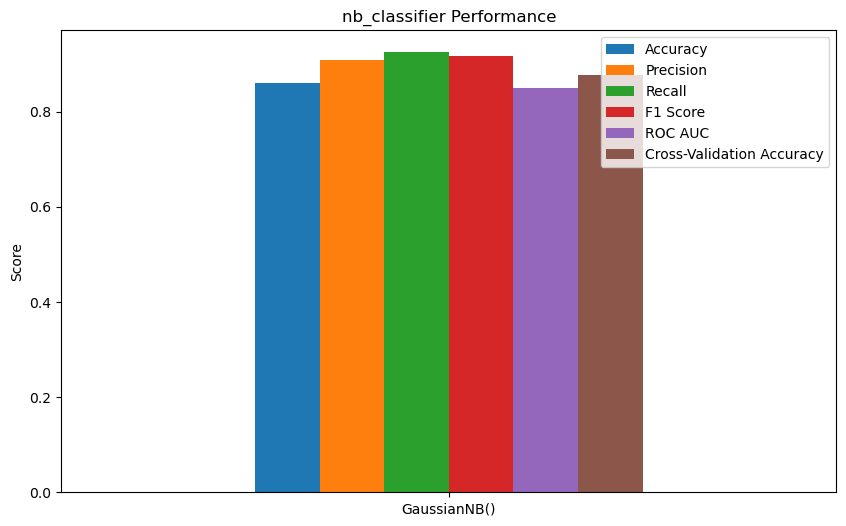 nb_classifier Performance
Accuracy
Precision
Recall
F1 Score
ROC AUC
Cross-Validation Accuracy
0.8
0.6
0.4
0.2
0.0
Score
GaussianNB()